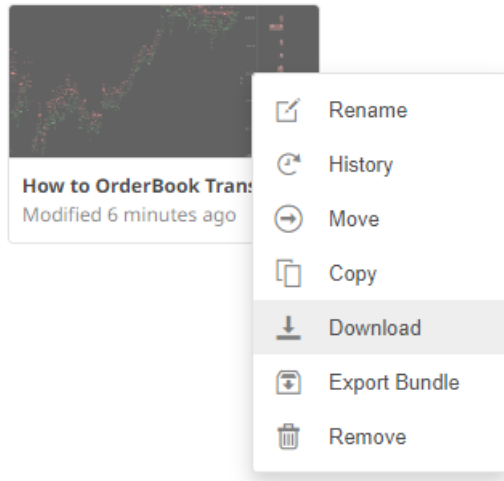 How to OrderBook Trans
Modified 6 minutes ago
Rename
History
Move
Copy
Download
Export Bundle
Remove